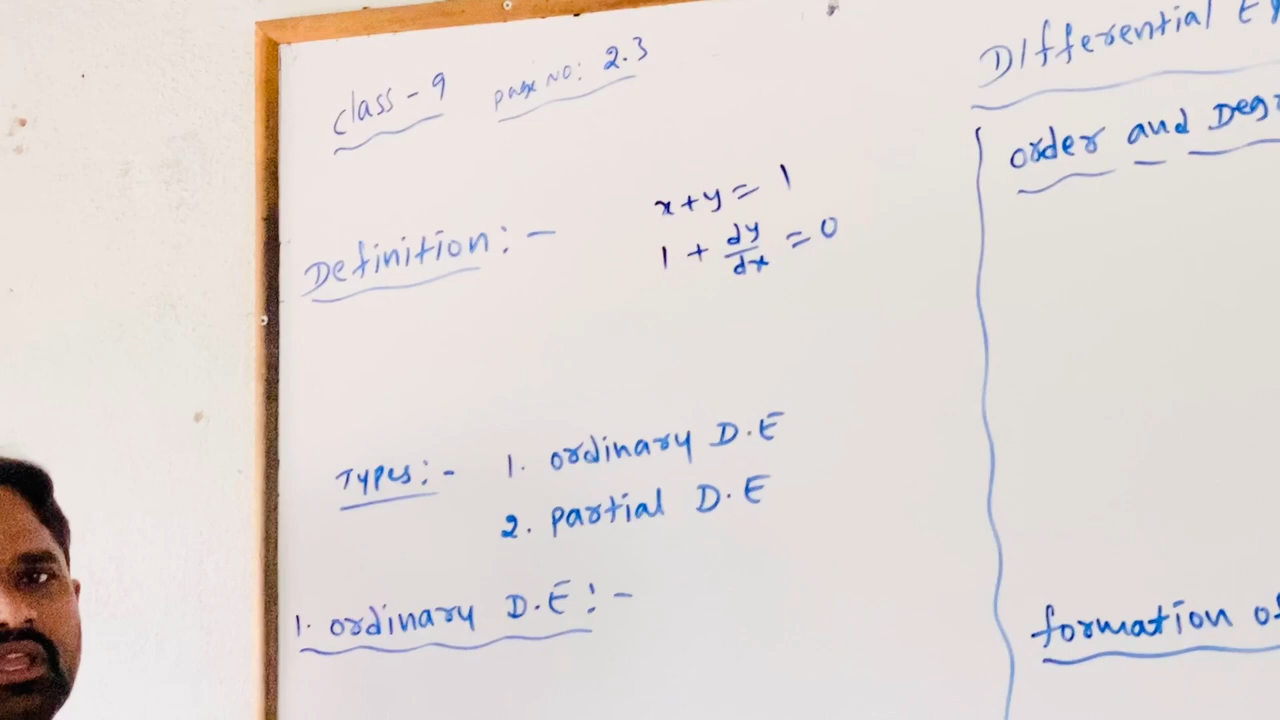 class - 9 page NO: 2.3
Definition: -
x + y = 1
1 + dy/dx = 0
Types: - 1. ordinary D.E
2. partial D.E
1. ordinary D.E: -
Differential
order and
formation